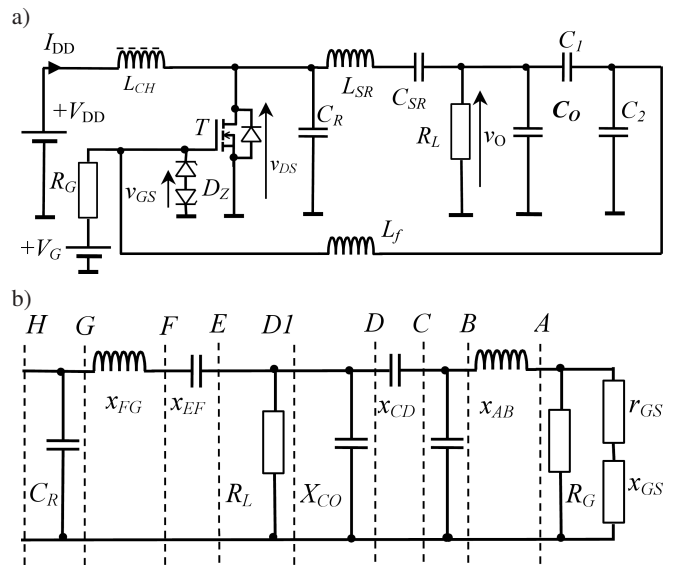 a)
I_DD
L_CH
L_SR
C_SR
C_1
+V_DD
T
C_R
R_L
v_O
C_O
C_2
R_G
v_GS
D_Z
v_DS
+V_G
L_f
b)
H G F E D1 D C B A
x_FG x_EF x_CD x_AB r_GS
C_R R_L X_CO R_G x_GS